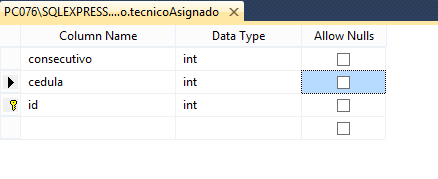 PC076\SQLEXPRESS....o.tecnicoAsignado ×
Column Name Data Type Allow Nulls
consecutivo int
cedula int
id int